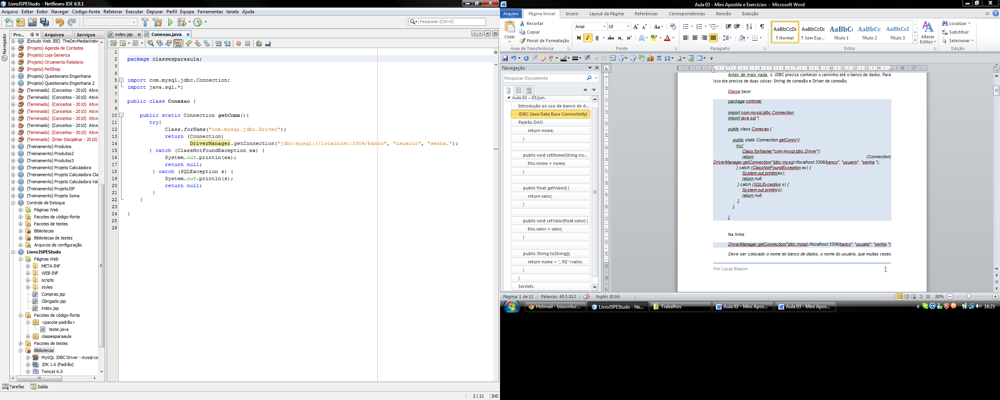 LivroJSPEStudo - NetBeans IDE 6.9.1
Arquivo Editar Exibir Navegar Código-fonte Refatorar Executar Depurar Perfil Equipe Ferramentas Janela Ajuda
Pesquisar (Ctrl+I)
Navegador
Pro... Arquivos Serviços
(Estudo Web JEE) TheDevMediaWeb
(Projeto) Agenda de Contatos
(Projeto) Loja Generica
(Projeto) Orcamento Relatorio
(Projeto) PetShop
(Projeto) Questionario Engenharia
(Projeto) Questionario Engenharia 2
(Terminado) (Conceitos - 2010) Ativic
(Terminado) (Conceitos - 2010) Ativic
(Terminado) (Conceitos - 2010) Ativic
(Terminado) (Conceitos - 2010) Ativic
(Terminado) (Conceitos - 2010) Ativic
(Terminado) (Conceitos - 2010) Ativic
(Terminado) (Conceitos - 2010) Ativic
(Terminado) (Inter-Disciplinar - 2010)
(Treinamento) Produtos
(Treinamento) Produtos2
(Treinamento) Produtos3
(Treinamento) Projeto Calculadora
(Treinamento) Projeto Calculadora Cla
(Treinamento) Projeto Calculadora Val
(Treinamento) ProjetoJSP
(Treinamento) Projeto Soma
Controle de Estoque
Páginas Web
Pacotes de código-fonte
Pacotes de testes
Bibliotecas
Bibliotecas de testes
Arquivos de configuração
LivroJSPEStudo
Páginas Web
META-INF
WEB-INF
scripts
styles
Compras.jsp
Obrigado.jsp
index.jsp
Pacotes de código-fonte
<pacote padrão>
teste.java
classesparaaula
Pacotes de testes
Bibliotecas
MySQL JDBC Driver - mysql-co
JDK 1.6 (Padrão)
Tomcat 6.0
Tarefas Saída
index.jsp Conexao.java
1
2 package classesparaaula;
3
4
5 import com.mysql.jdbc.Connection;
6 import java.sql.*;
7
8 public class Conexao {
9
10 public static Connection getConn(){
11 try{
12 Class.forName("com.mysql.jdbc.Driver");
13 return (Connection)
14 DriverManager.getConnection("jdbc:mysql://localhost:3306/banco", "usuario", "senha.");
15 } catch (ClassNotFoundException ex) {
16 System.out.println(ex);
17 return null;
18 } catch (SQLException s) {
19 System.out.println(s);
20 return null;
21 }
22 }
23
24 }
25
26
2 | 21 INS
Aula 03 - Mini Apostila e Exercícios - Microsoft Word
Arquivo Página Inicial Inserir Layout da Página Referências Correspondências Revisão Exibição
Colar
Recortar
Copiar
Pincel de Formatação
Área de Transferência
Arial 10
N I S abc x₂ x²
Fonte
Parágrafo
AaBbCcDc AaBbCcDc AaBbC AaBbCc AaBbCcI
¶ Normal ¶ Sem Esp... Título 1 Título 2 Título 3
Alterar Estilos
Estilo
Localizar
Substituir
Selecionar
Edição
Navegação
Pesquisar Documento
Aula 03 – 03/jun.
Introdução ao uso de banco de d...
JDBC (Java Data Base Connectivity)
Padrão DAO
return nome;
}
public void setNome(String no...
this.nome = nome;
}
public float getValor() {
return valor;
}
public void setValor(float valor) {
this.valor = valor;
}
public String toString(){
return nome + ", R$"+valor;
}
}
Servlets
Antes de mais nada, o JDBC precisa conhecer o caminho até o banco de dados. Para
isso ele precisa de duas coisas: String de conexão e Driver de conexão.
Classe base:
package controle;
import com.mysql.jdbc.Connection;
import java.sql.*;
public class Conexao {
public static Connection getConn(){
try{
Class.forName("com.mysql.jdbc.Driver");
return (Connection)
DriverManager.getConnection("jdbc:mysql://localhost:3306/banco", "usuario", "senha.");
} catch (ClassNotFoundException ex) {
System.out.println(ex);
return null;
} catch (SQLException s) {
System.out.println(s);
return null;
}
}
}
Na linha:
DriverManager.getConnection("jdbc:mysql://localhost:3306/banco", "usuario", "senha.");
Deve ser colocado o nome do banco de dados, o nome do usuário, que muitas vezes
Por Lucas Biason 1
Página: 1 de 11 Palavras: 40/1.812 Inglês (EUA) 80%
Hotmail - biasonluc... LivroJSPEStudo - Ne... Trabalhos Aula 02 - Mini Apos... Aula 03 - Mini Apos... 18:23